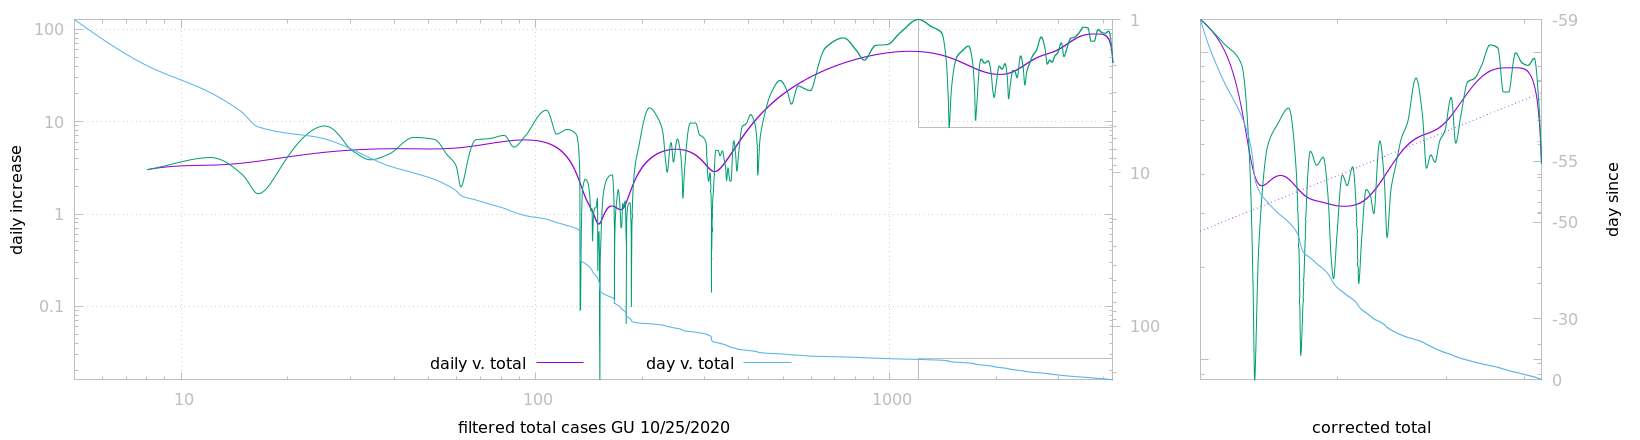 daily increase
100
10
1
0.1
daily v. total
day v. total
10
100
1000
filtered total cases GU 10/25/2020
1
10
100
-59
-55
-50
-30
0
day since
corrected total